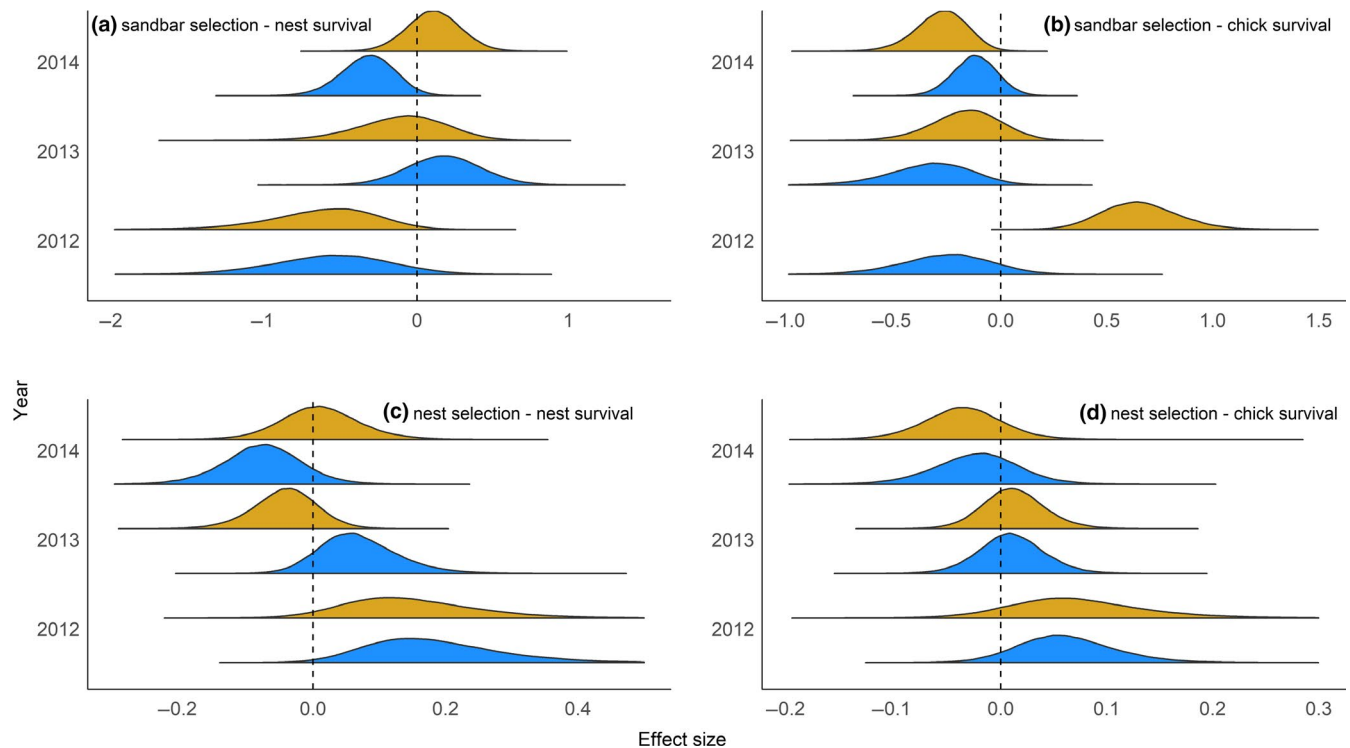 (a) sandbar selection - nest survival
2014
2013
2012
–2 –1 0 1
(b) sandbar selection - chick survival
2014
2013
2012
–1.0 –0.5 0.0 0.5 1.0 1.5
Year
(c) nest selection - nest survival
2014
2013
2012
–0.2 0.0 0.2 0.4
(d) nest selection - chick survival
2014
2013
2012
–0.2 –0.1 0.0 0.1 0.2 0.3
Effect size